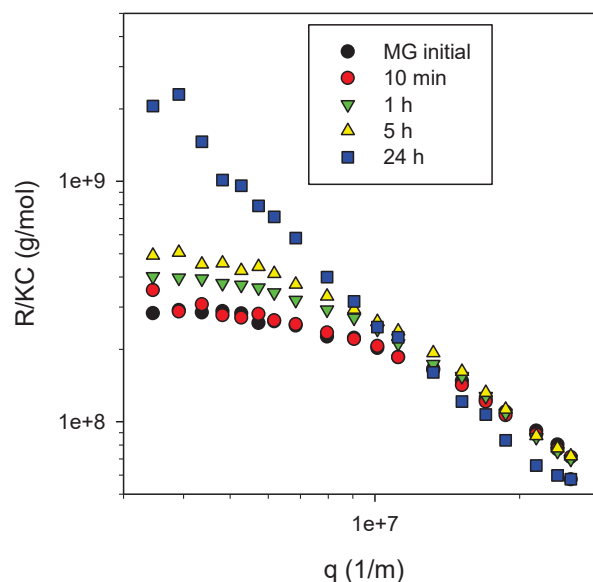 MG initial
10 min
1 h
5 h
24 h
1e+9
1e+8
R/KC (g/mol)
1e+7
q (1/m)